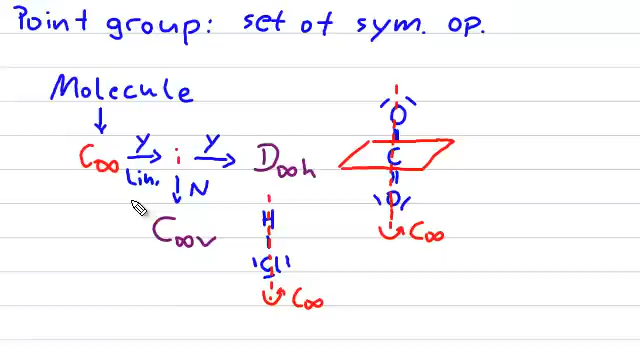 Point group: set of sym. op.
Molecule
C∞ Y Lin. i Y D∞h
N
C∞v
O
C
O
C∞
H
Cl
C∞